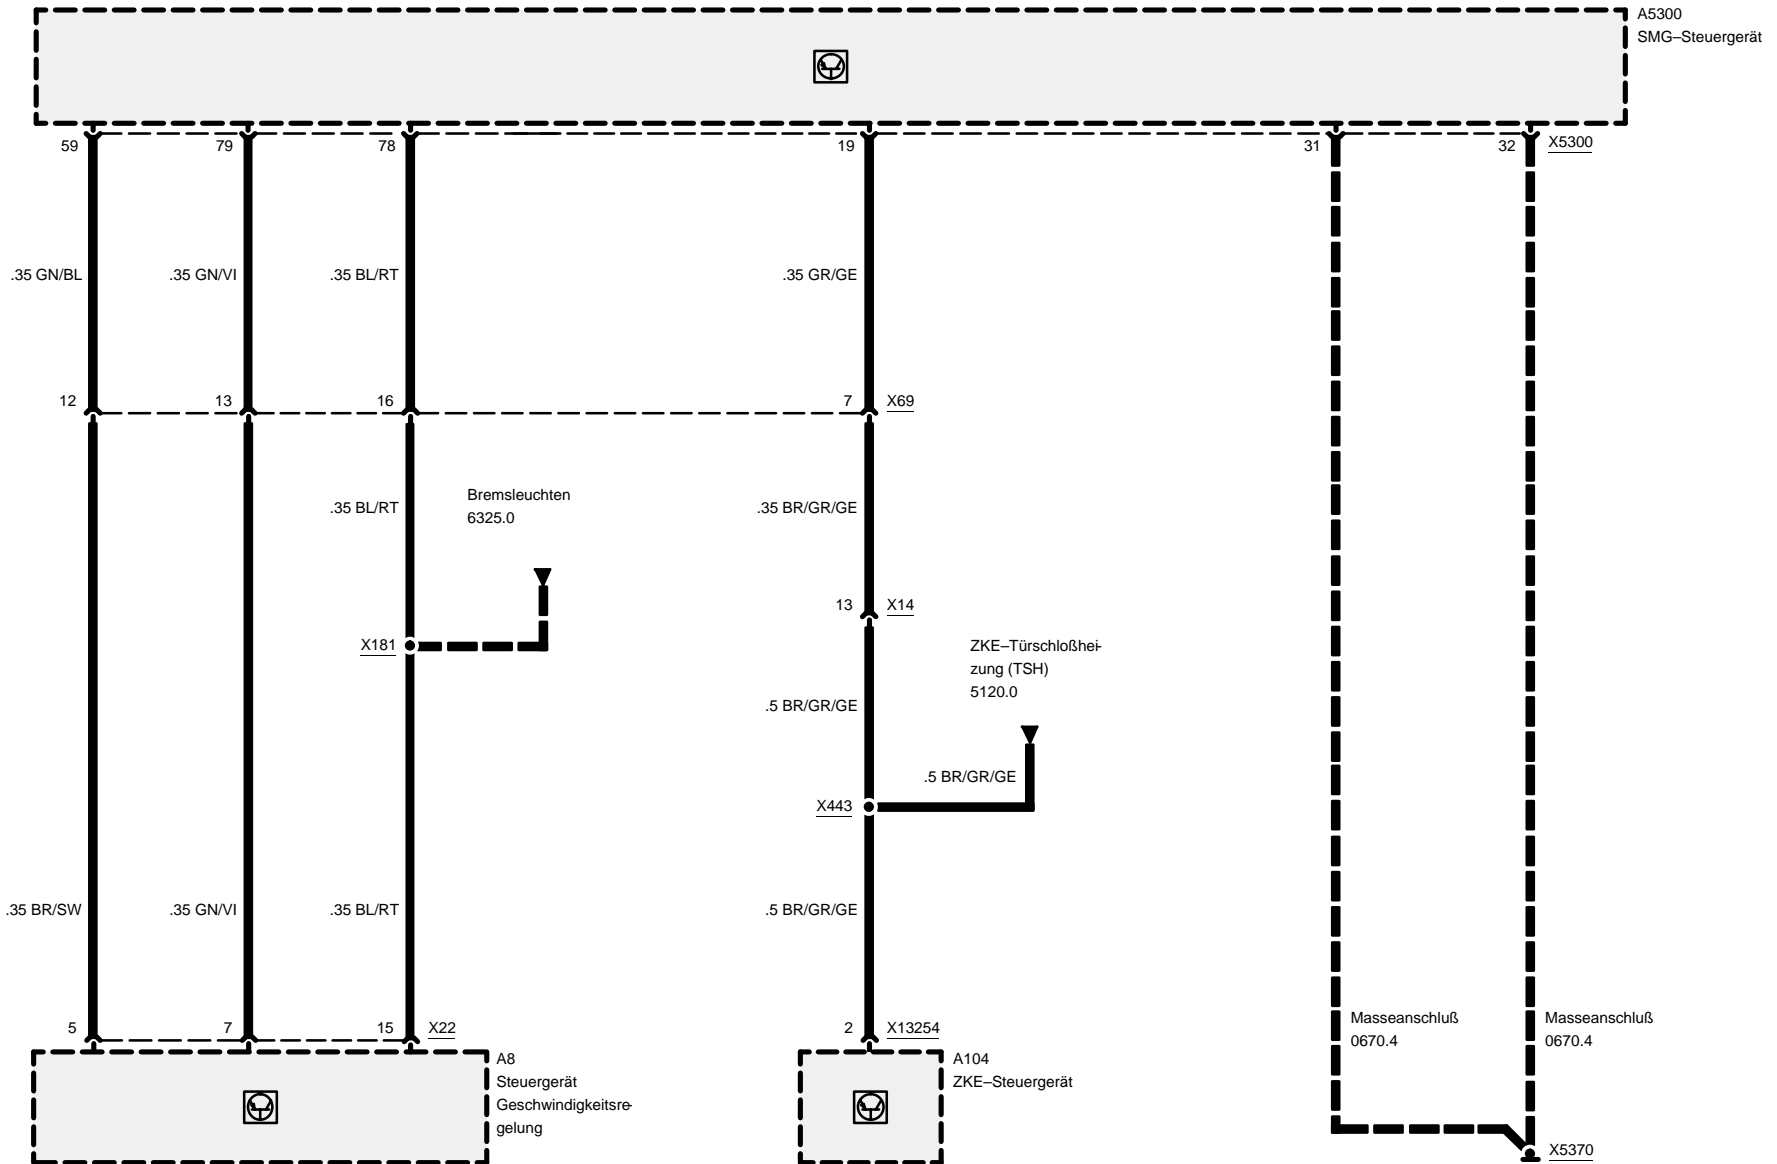 A5300
SMG–Steuergerät
59 79 78 19 31 32 X5300
.35 GN/BL .35 GN/VI .35 BL/RT .35 GR/GE
12 13 16 7 X69
Bremsleuchten
6325.0
.35 BL/RT .35 BR/GR/GE
13 X14
X181
ZKE–Türschloßhei-
zung (TSH)
5120.0
.5 BR/GR/GE
.5 BR/GR/GE
X443
.35 BR/SW .35 GN/VI .35 BL/RT .5 BR/GR/GE
5 7 15 X22 2 X13254
Masseanschluß
0670.4
Masseanschluß
0670.4
A8
Steuergerät
Geschwindigkeitsre-
gelung
A104
ZKE–Steuergerät
X5370